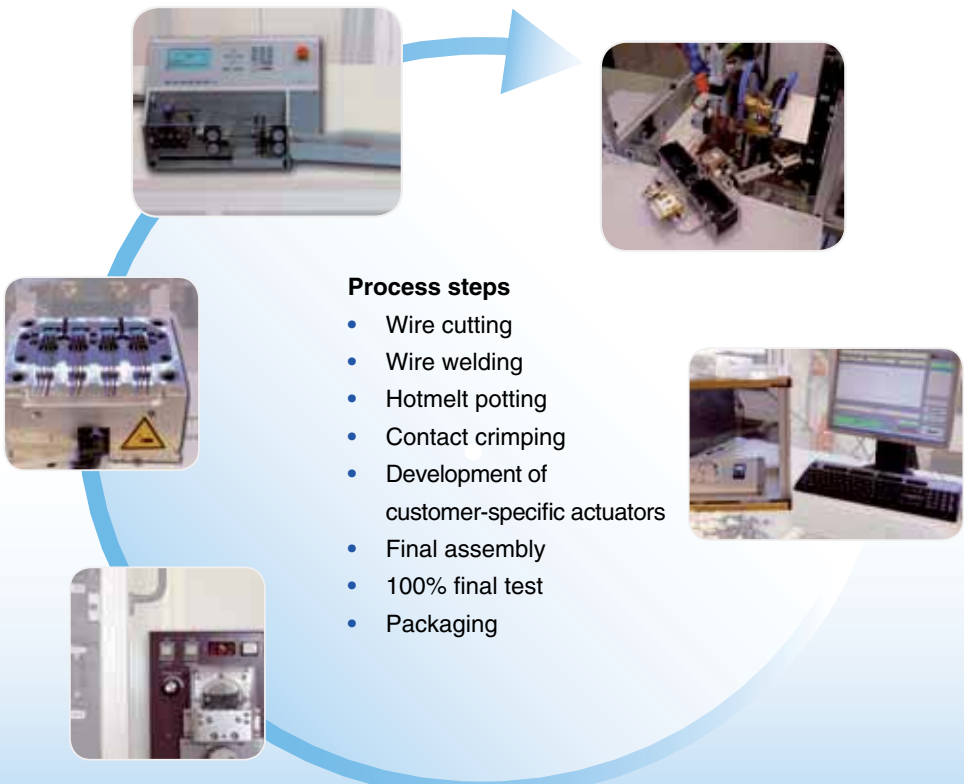 Process steps
• Wire cutting
• Wire welding
• Hotmelt potting
• Contact crimping
• Development of
customer-specific actuators
• Final assembly
• 100% final test
• Packaging